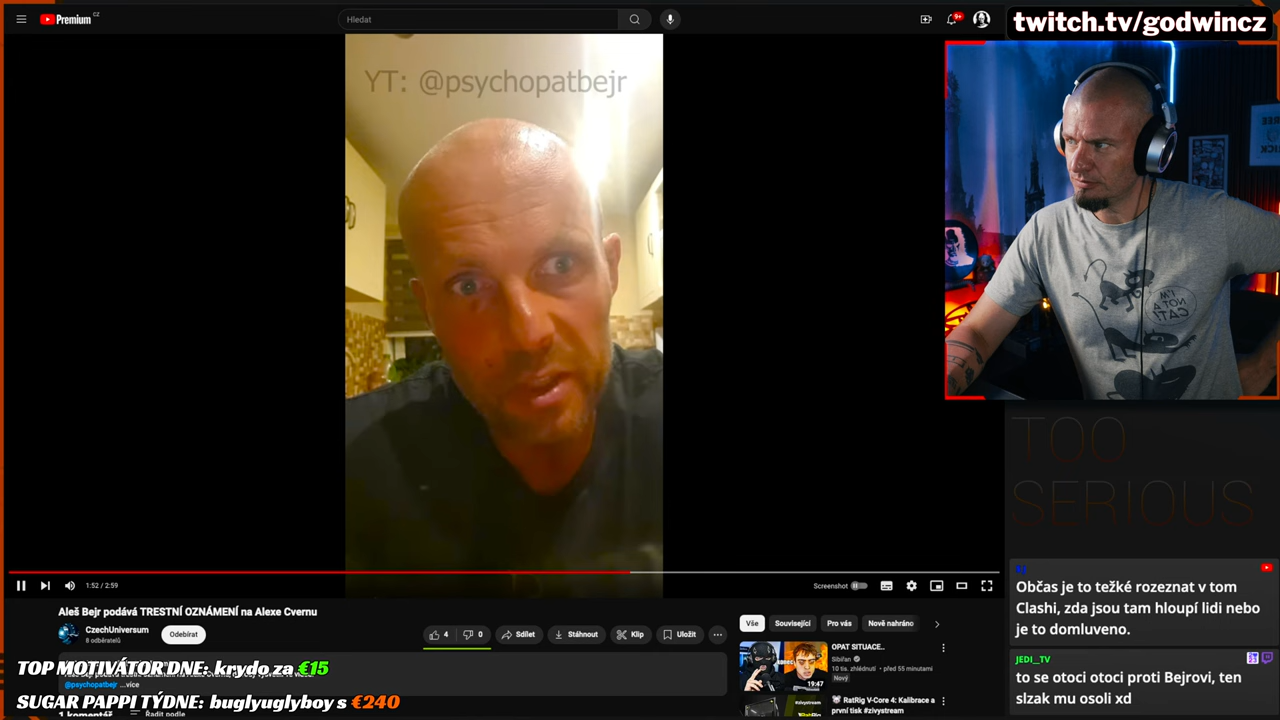 Premium CZ
Hledat
9+
twitch.tv/godwincz
YT: @psychopatbejr
I'M NOT A CAT!
TOO
SERIOUS
1:52 / 2:59
Screenshot
Aleš Bejr podává TRESTNÍ OZNÁMENÍ na Alexe Cvernu
CzechUniversum
8 odběratelů
Odebírat
4
0
Sdílet
Stáhnout
Klip
Uložit
Vše
Související
Pro vás
Nově nahráno
OPAT SITUACE..
Sibiřan
10 tis. zhlédnutí • před 55 minutami
Nový
19:47
RatRig V-Core 4: Kalibrace a
první tisk #zivystream
TOP MOTIVÁTOR DNE: krydo za €15
@psychopatbejr ...více
SUGAR PAPPI TÝDNE: buglyuglyboy s €240
1 komentář
Řadit podle
Občas je to těžké rozeznat v tom
Clashi, zda jsou tam hloupí lidi nebo
je to domluveno.
JEDI_TV
to se otoci otoci proti Bejrovi, ten
slzak mu osoli xd